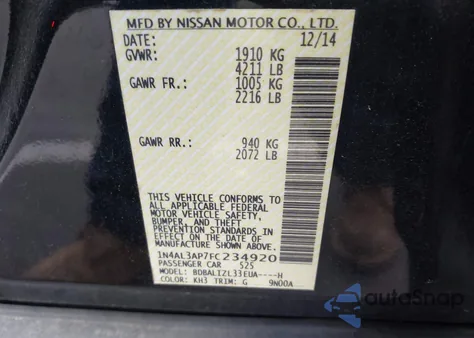 MFD BY NISSAN MOTOR CO., LTD.
DATE: 12/14
GVWR: 1910 KG
4211 LB
GAWR FR.: 1005 KG
2216 LB
GAWR RR.: 940 KG
2072 LB
THIS VEHICLE CONFORMS TO
ALL APPLICABLE FEDERAL
MOTOR VEHICLE SAFETY,
BUMPER, AND THEFT
PREVENTION STANDARDS IN
EFFECT ON THE DATE OF
MANUFACTURE SHOWN ABOVE.
1N4AL3AP7FC234920
PASSENGER CAR S25
MODEL: BDBALIZL33EUA----H
COLOR: KH3 TRIM: G 9N00A
autoSnap